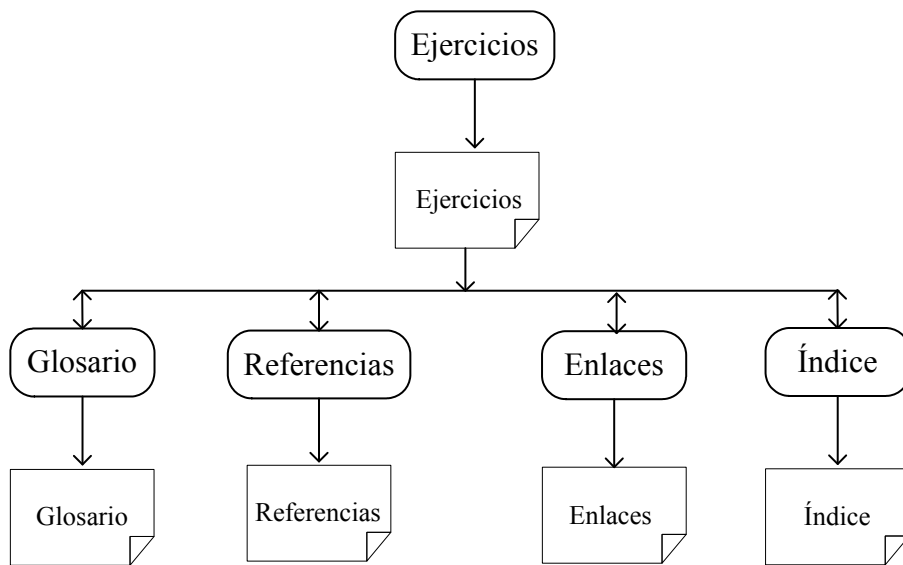 Ejercicios
Ejercicios
Glosario
Referencias
Enlaces
Índice
Glosario
Referencias
Enlaces
Índice